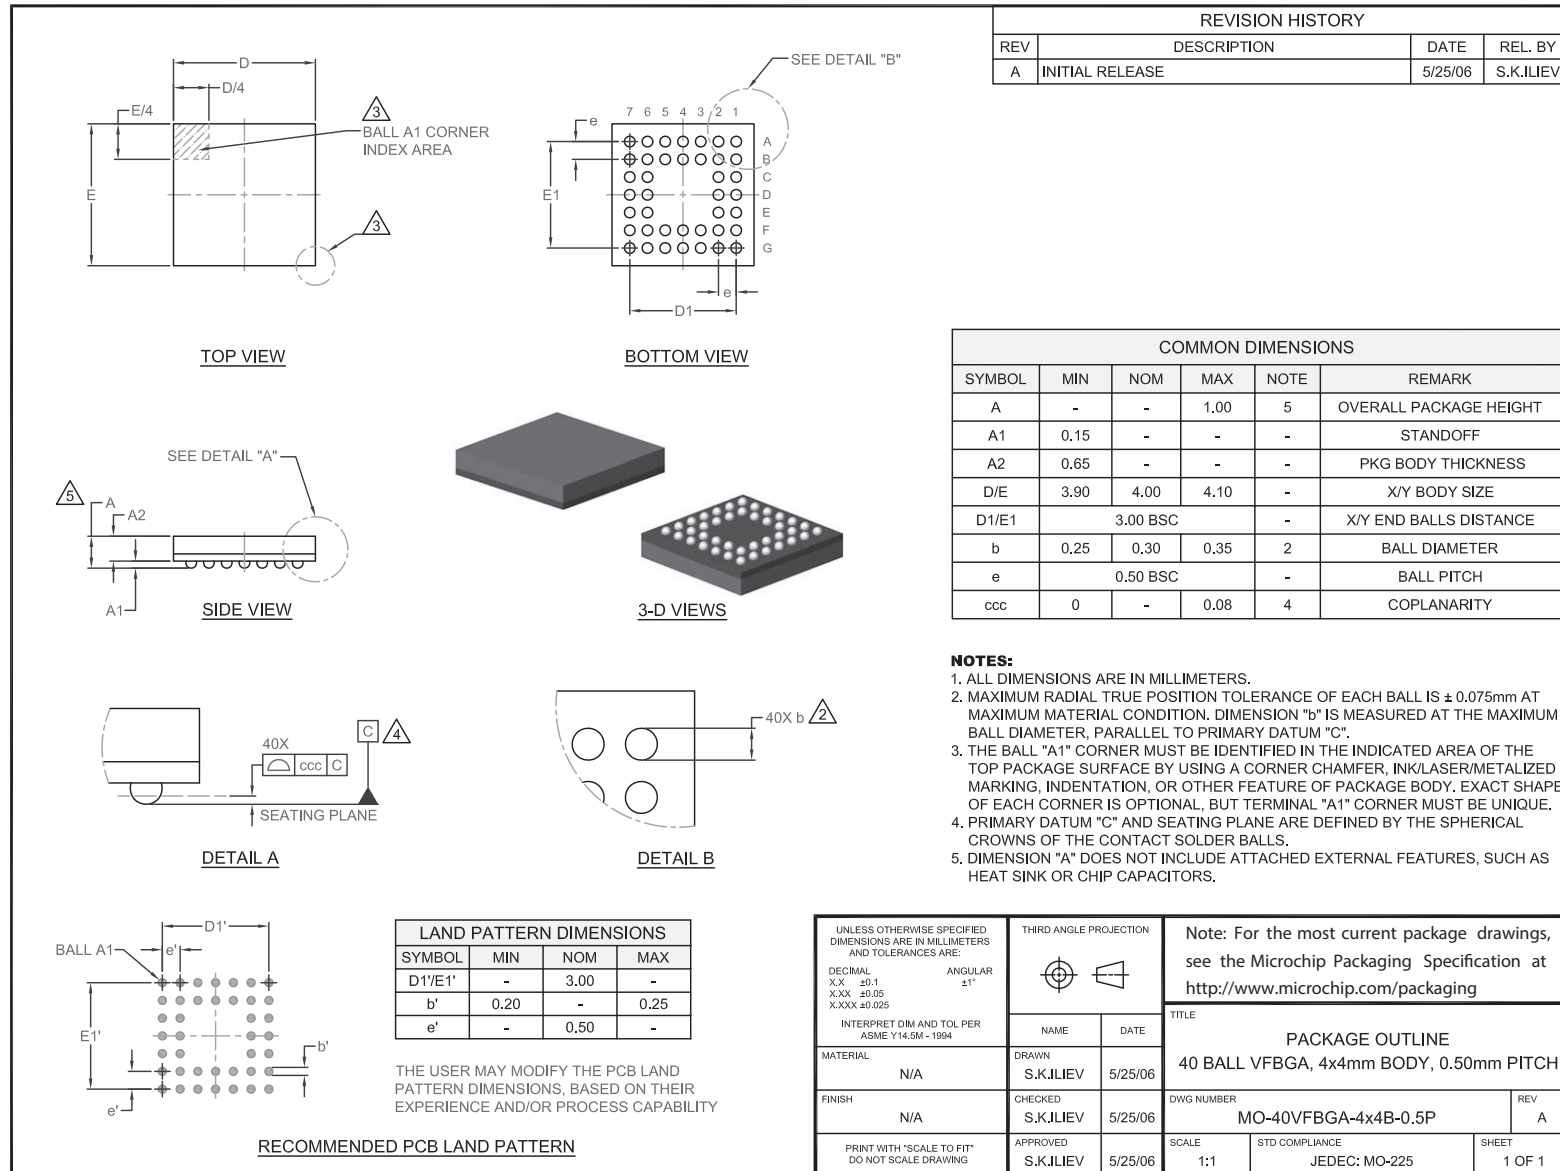 REVISION HISTORY
REV DESCRIPTION DATE REL. BY
A INITIAL RELEASE 5/25/06 S.K.ILIEV
D
D/4
E/4
3
BALL A1 CORNER
INDEX AREA
E
3
TOP VIEW
SEE DETAIL "B"
7 6 5 4 3 2 1
e
A
B
C
D
E
F
G
E1
e
D1
BOTTOM VIEW
SEE DETAIL "A"
5
A
A2
A1
SIDE VIEW
3-D VIEWS
COMMON DIMENSIONS
SYMBOL MIN NOM MAX NOTE REMARK
A - - 1.00 5 OVERALL PACKAGE HEIGHT
A1 0.15 - - - STANDOFF
A2 0.65 - - - PKG BODY THICKNESS
D/E 3.90 4.00 4.10 - X/Y BODY SIZE
D1/E1 3.00 BSC - X/Y END BALLS DISTANCE
b 0.25 0.30 0.35 2 BALL DIAMETER
e 0.50 BSC - BALL PITCH
ccc 0 - 0.08 4 COPLANARITY
NOTES:
1. ALL DIMENSIONS ARE IN MILLIMETERS.
2. MAXIMUM RADIAL TRUE POSITION TOLERANCE OF EACH BALL IS ± 0.075mm AT
MAXIMUM MATERIAL CONDITION. DIMENSION "b" IS MEASURED AT THE MAXIMUM
BALL DIAMETER, PARALLEL TO PRIMARY DATUM "C".
3. THE BALL "A1" CORNER MUST BE IDENTIFIED IN THE INDICATED AREA OF THE
TOP PACKAGE SURFACE BY USING A CORNER CHAMFER, INK/LASER/METALIZED
MARKING, INDENTATION, OR OTHER FEATURE OF PACKAGE BODY. EXACT SHAPE
OF EACH CORNER IS OPTIONAL, BUT TERMINAL "A1" CORNER MUST BE UNIQUE.
4. PRIMARY DATUM "C" AND SEATING PLANE ARE DEFINED BY THE SPHERICAL
CROWNS OF THE CONTACT SOLDER BALLS.
5. DIMENSION "A" DOES NOT INCLUDE ATTACHED EXTERNAL FEATURES, SUCH AS
HEAT SINK OR CHIP CAPACITORS.
40X
ccc C
C 4
SEATING PLANE
DETAIL A
40X b 2
DETAIL B
D1'
BALL A1
e'
E1'
b'
e'
LAND PATTERN DIMENSIONS
SYMBOL MIN NOM MAX
D1'/E1' - 3.00 -
b' 0.20 - 0.25
e' - 0.50 -
THE USER MAY MODIFY THE PCB LAND
PATTERN DIMENSIONS, BASED ON THEIR
EXPERIENCE AND/OR PROCESS CAPABILITY
RECOMMENDED PCB LAND PATTERN
UNLESS OTHERWISE SPECIFIED
DIMENSIONS ARE IN MILLIMETERS
AND TOLERANCES ARE:
DECIMAL ANGULAR
X.X ±0.1 ±1°
X.XX ±0.05
X.XXX ±0.025
INTERPRET DIM AND TOL PER
ASME Y14.5M - 1994
MATERIAL
N/A
FINISH
N/A
PRINT WITH "SCALE TO FIT"
DO NOT SCALE DRAWING
THIRD ANGLE PROJECTION
NAME DATE
DRAWN
S.K.ILIEV 5/25/06
CHECKED
S.K.ILIEV 5/25/06
APPROVED
S.K.ILIEV 5/25/06
Note: For the most current package drawings,
see the Microchip Packaging Specification at
http://www.microchip.com/packaging
TITLE
PACKAGE OUTLINE
40 BALL VFBGA, 4x4mm BODY, 0.50mm PITCH
DWG NUMBER
MO-40VFBGA-4x4B-0.5P
REV
A
SCALE
1:1
STD COMPLIANCE
JEDEC: MO-225
SHEET
1 OF 1